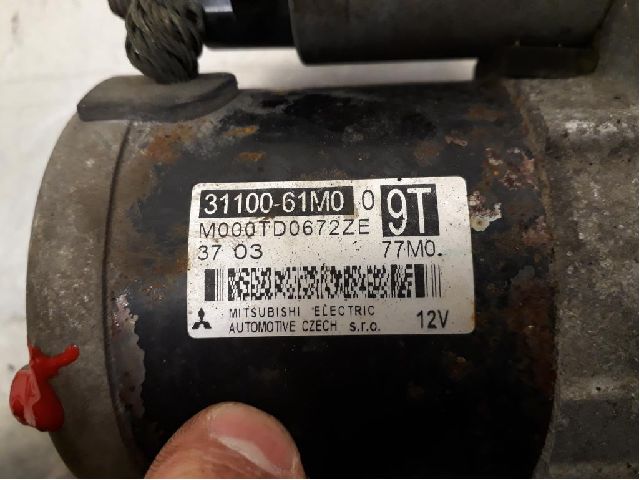 31100-61M0 0 9T
M000TD0672ZE
37 03 77M0.
MITSUBISHI ELECTRIC
AUTOMOTIVE CZECH s.r.o. 12V